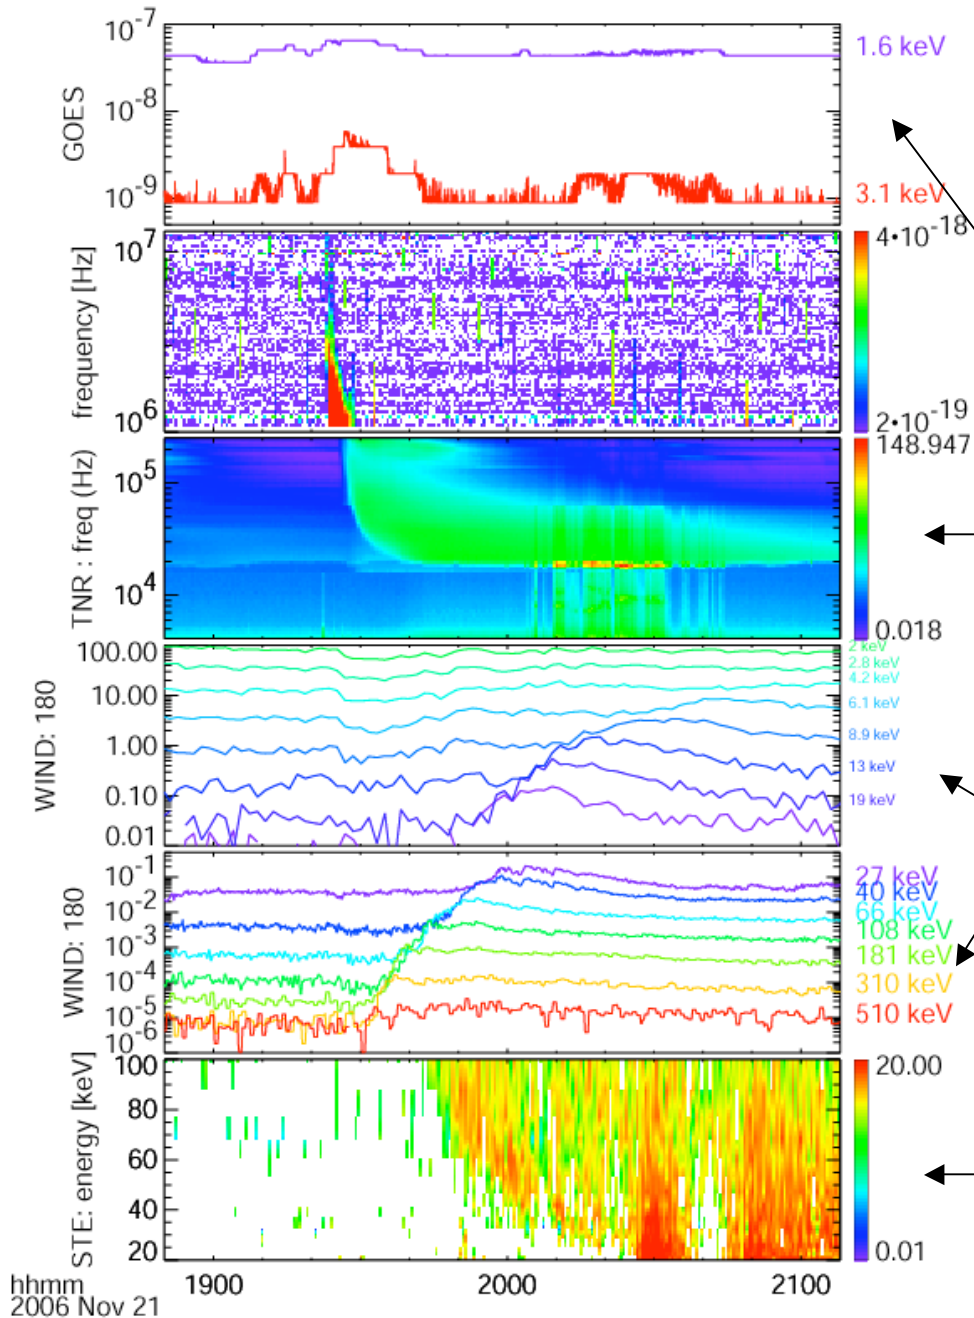 10-7
10-8
10-9
GOES
1.6 keV
3.1 keV
107
106
frequency [Hz]
4•10-18
2•10-19
105
104
TNR : freq (Hz)
148.947
0.018
100.00
10.00
1.00
0.10
0.01
WIND: 180
2 keV
2.8 keV
4.2 keV
6.1 keV
8.9 keV
13 keV
19 keV
10-1
10-2
10-3
10-4
10-5
10-6
WIND: 180
27 keV
40 keV
66 keV
108 keV
181 keV
310 keV
510 keV
100
80
60
40
20
STE: energy [keV]
20.00
0.01
1900 2000 2100
hhmm
2006 Nov 21